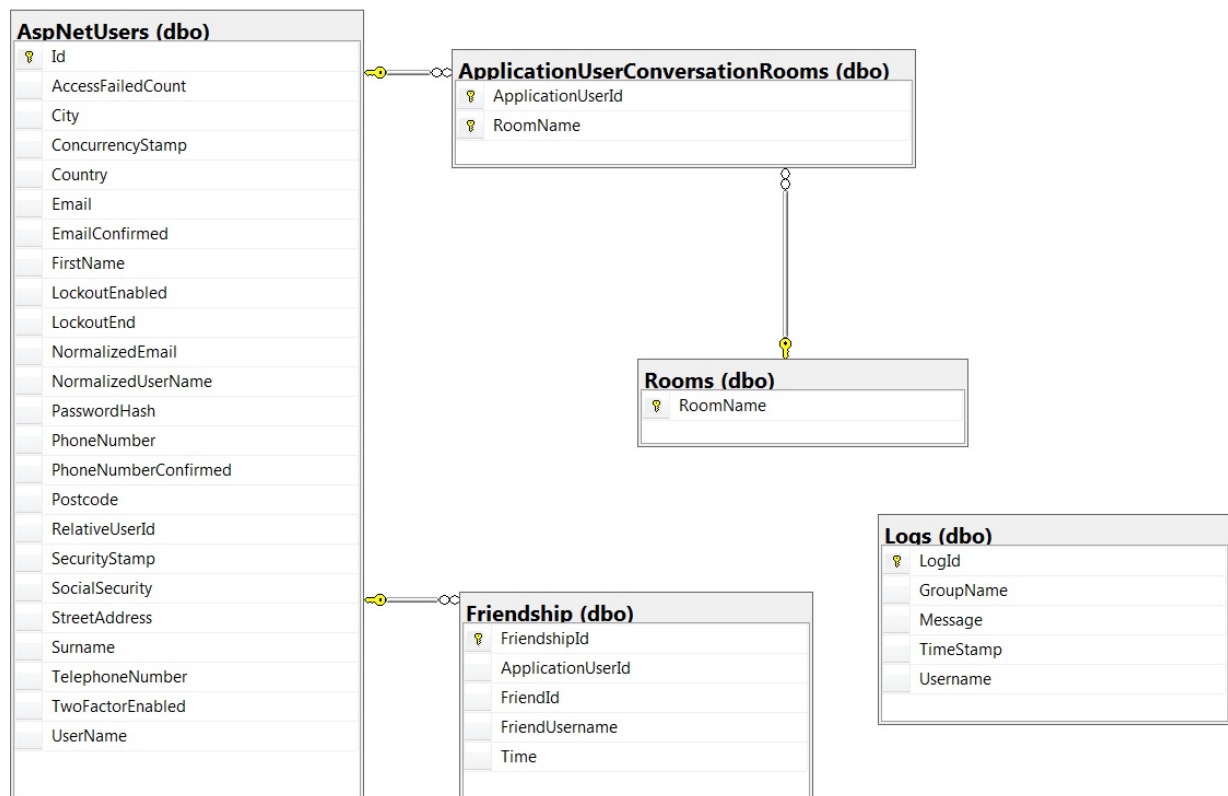 AspNetUsers (dbo)
Id
AccessFailedCount
City
ConcurrencyStamp
Country
Email
EmailConfirmed
FirstName
LockoutEnabled
LockoutEnd
NormalizedEmail
NormalizedUserName
PasswordHash
PhoneNumber
PhoneNumberConfirmed
Postcode
RelativeUserId
SecurityStamp
SocialSecurity
StreetAddress
Surname
TelephoneNumber
TwoFactorEnabled
UserName
ApplicationUserConversationRooms (dbo)
ApplicationUserId
RoomName
Rooms (dbo)
RoomName
Logs (dbo)
LogId
GroupName
Message
TimeStamp
Username
Friendship (dbo)
FriendshipId
ApplicationUserId
FriendId
FriendUsername
Time